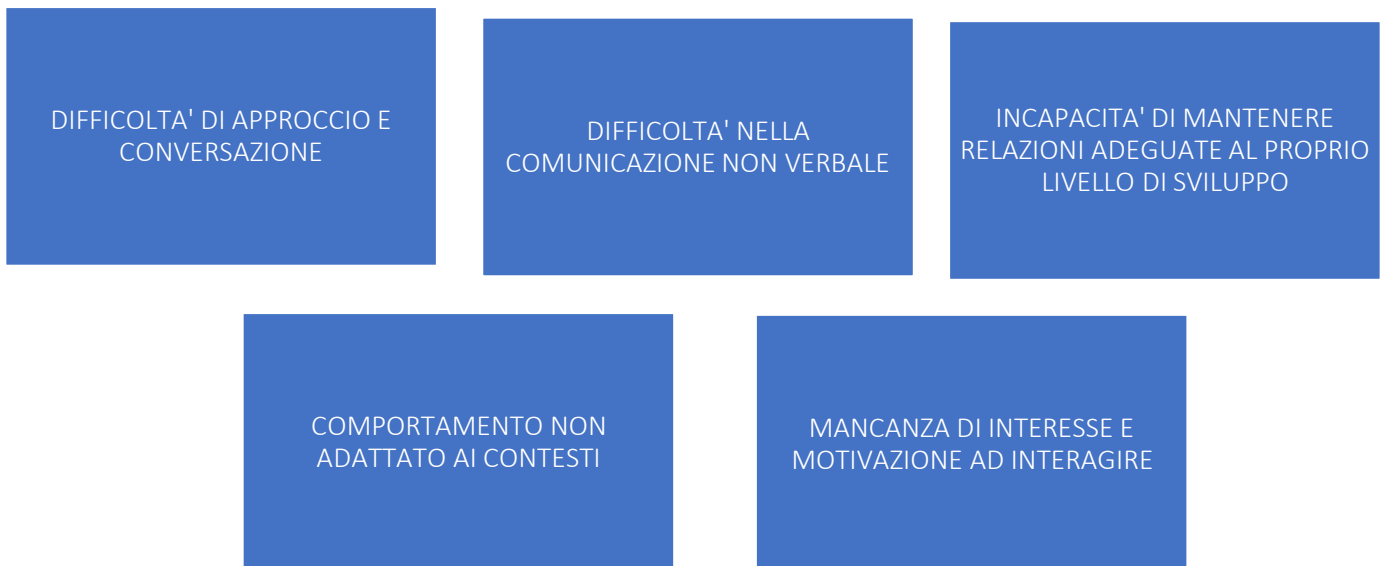 DIFFICOLTA' DI APPROCCIO E
CONVERSAZIONE
DIFFICOLTA' NELLA
COMUNICAZIONE NON VERBALE
INCAPACITA' DI MANTENERE
RELAZIONI ADEGUATE AL PROPRIO
LIVELLO DI SVILUPPO
COMPORTAMENTO NON
ADATTATO AI CONTESTI
MANCANZA DI INTERESSE E
MOTIVAZIONE AD INTERAGIRE